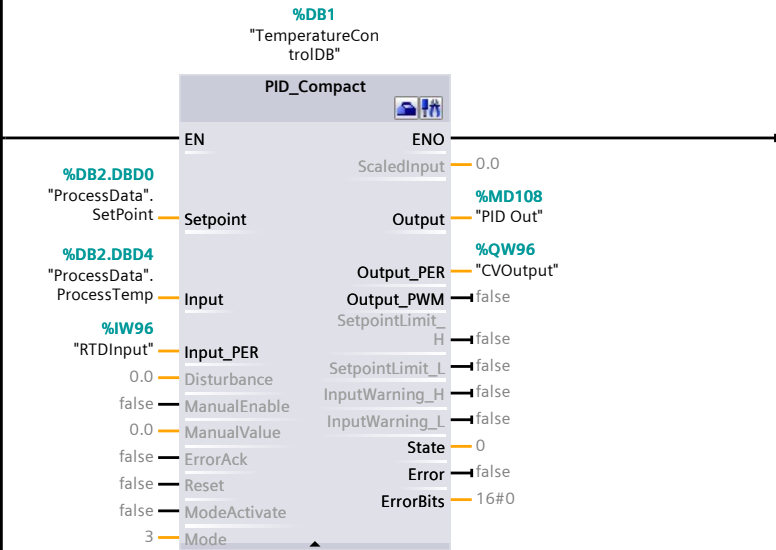 %DB1
"TemperatureCon
trolDB"
PID_Compact
EN
ENO
ScaledInput
0.0
%DB2.DBD0
"ProcessData".
SetPoint
Setpoint
%MD108
Output
"PID Out"
%DB2.DBD4
"ProcessData".
ProcessTemp
Input
%QW96
Output_PER
"CVOutput"
Output_PWM
false
%IW96
"RTDInput"
Input_PER
SetpointLimit_
H
false
0.0
Disturbance
SetpointLimit_L
false
false
ManualEnable
InputWarning_H
false
0.0
ManualValue
InputWarning_L
false
false
ErrorAck
State
0
false
Reset
Error
false
false
ModeActivate
ErrorBits
16#0
3
Mode